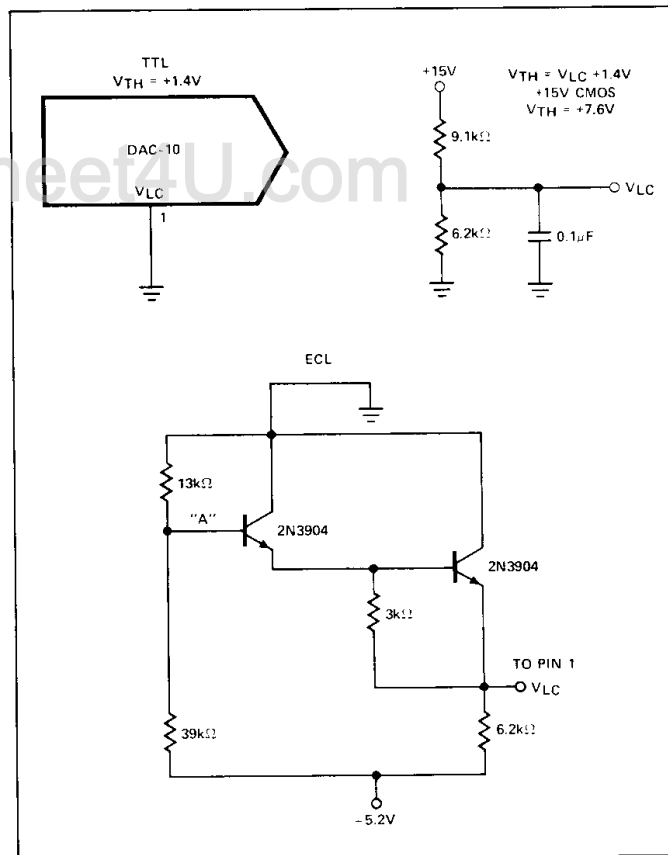 TTL
VTH = +1.4V
DAC-10
VLC
1
+15V
VTH = VLC +1.4V
+15V CMOS
VTH = +7.6V
9.1kΩ
6.2kΩ
0.1μF
VLC
heet4U.com
ECL
13kΩ
"A"
2N3904
2N3904
3kΩ
TO PIN 1
VLC
39kΩ
6.2kΩ
-5.2V